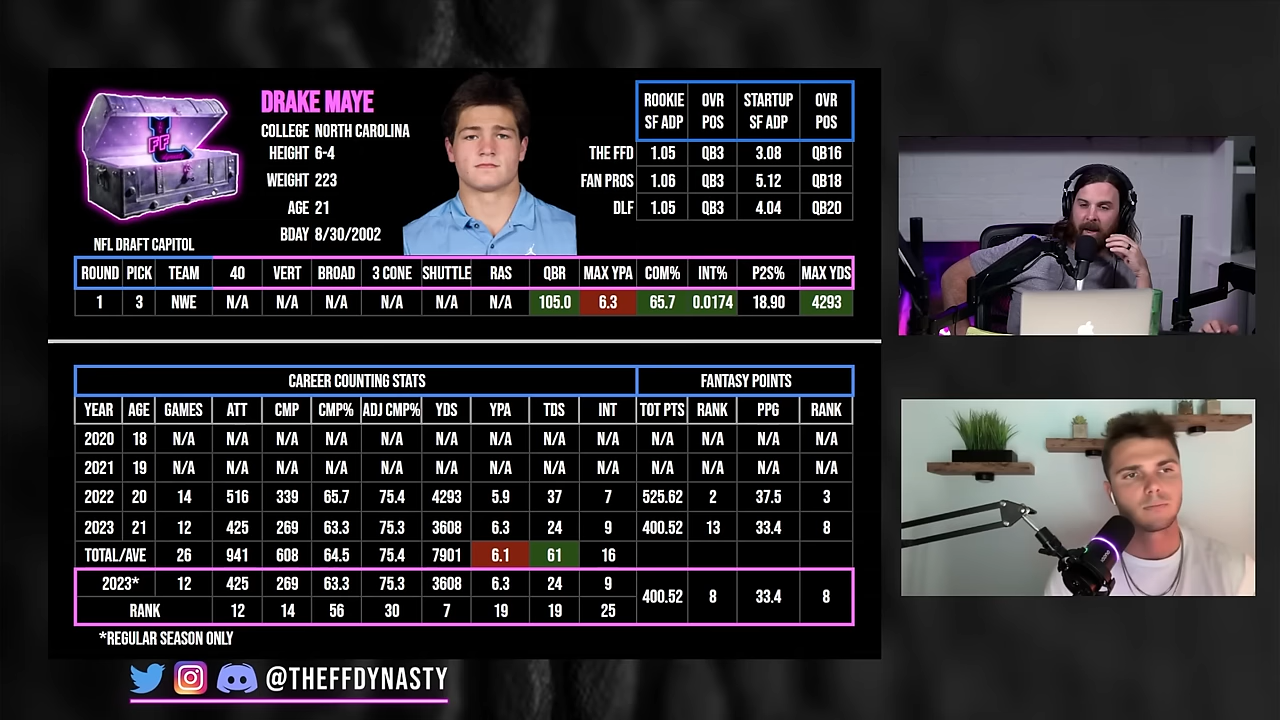 DRAKE MAYE
COLLEGE NORTH CAROLINA
HEIGHT 6-4
WEIGHT 223
AGE 21
BDAY 8/30/2002
FF
NFL DRAFT CAPITOL
ROOKIE SF ADP OVR POS STARTUP SF ADP OVR POS
THE FFD 1.05 QB3 3.08 QB16
FAN PROS 1.06 QB3 5.12 QB18
DLF 1.05 QB3 4.04 QB20
ROUND PICK TEAM 40 VERT BROAD 3 CONE SHUTTLE RAS QBR MAX YPA COM% INT% P2S% MAX YDS
1 3 NWE N/A N/A N/A N/A N/A N/A 105.0 6.3 65.7 0.0174 18.90 4293
CAREER COUNTING STATS FANTASY POINTS
YEAR AGE GAMES ATT CMP CMP% ADJ CMP% YDS YPA TDS INT TOT PTS RANK PPG RANK
2020 18 N/A N/A N/A N/A N/A N/A N/A N/A N/A N/A N/A N/A N/A
2021 19 N/A N/A N/A N/A N/A N/A N/A N/A N/A N/A N/A N/A N/A
2022 20 14 516 339 65.7 75.4 4293 5.9 37 7 525.62 2 37.5 3
2023 21 12 425 269 63.3 75.3 3608 6.3 24 9 400.52 13 33.4 8
TOTAL/AVE 26 941 608 64.5 75.4 7901 6.1 61 16
2023* 12 425 269 63.3 75.3 3608 6.3 24 9 400.52 8 33.4 8
RANK 12 14 56 30 7 19 19 25
*REGULAR SEASON ONLY
@THEFFDYNASTY